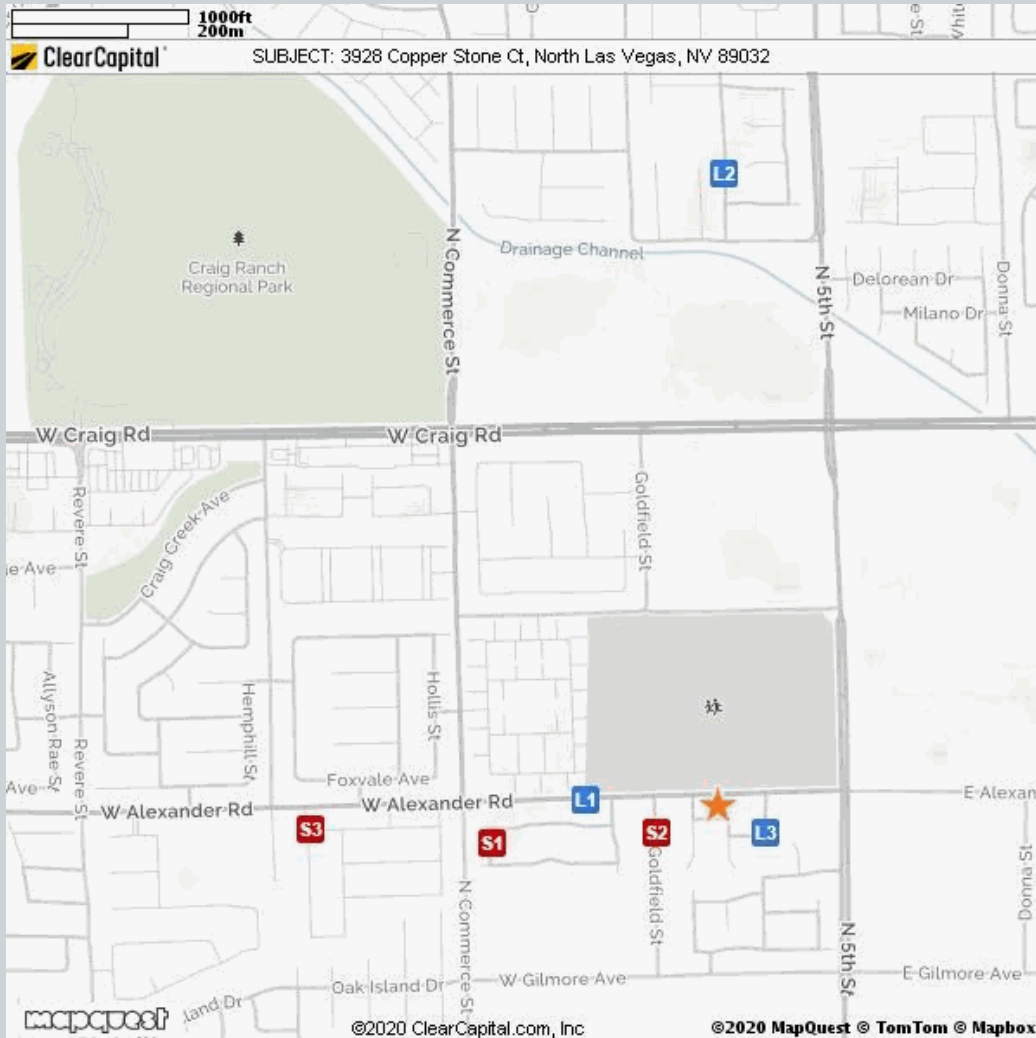 1000ft
200m
ClearCapital
SUBJECT: 3928 Copper Stone Ct, North Las Vegas, NV 89032
L2
N Commerce St
Drainage Channel
Craig Ranch
Regional Park
N 5th St
Delorean Dr
Donna St
Milano Dr
W Craig Rd
W Craig Rd
Revere St
Goldfield St
Craig Creek Ave
Ave
Allyson Rae St
Hemphill St
Hollis St
Revere St
Foxvale Ave
Ave
W Alexander Rd
W Alexander Rd
L1
E Alexan
S3
S1
S2
L3
Goldfield St
Donna St
N Commerce St
N 5th St
Oak Island Dr
W Gilmore Ave
E Gilmore Ave
land Dr
mapquest
©2020 ClearCapital.com, Inc
©2020 MapQuest © TomTom © Mapbox